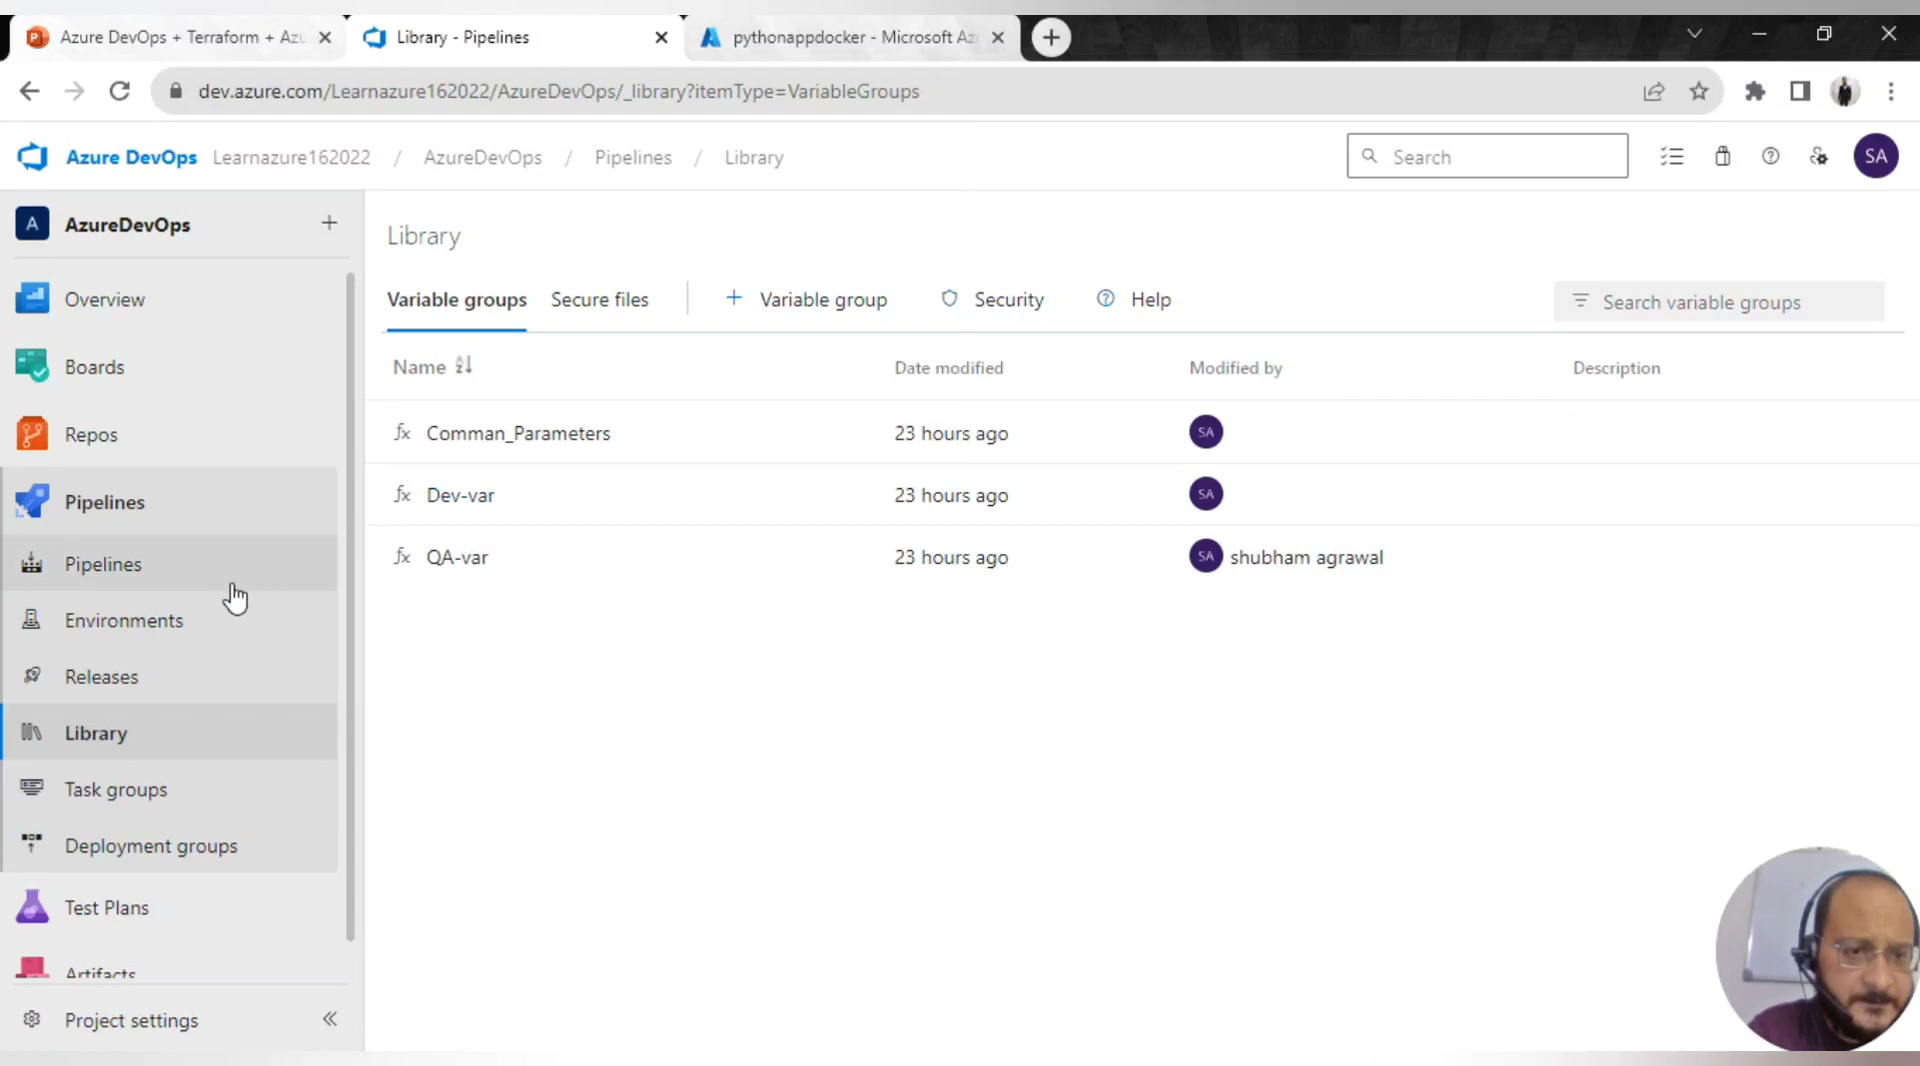 Azure DevOps + Terraform + Azu
Library - Pipelines
pythonappdocker - Microsoft Az
dev.azure.com/Learnazure162022/AzureDevOps/_library?itemType=VariableGroups
Azure DevOps Learnazure162022 / AzureDevOps / Pipelines / Library
Search
SA
A AzureDevOps
Overview
Boards
Repos
Pipelines
Pipelines
Environments
Releases
Library
Task groups
Deployment groups
Test Plans
Artifacts
Project settings
Library
Variable groups Secure files + Variable group Security Help
Search variable groups
Name Date modified Modified by Description
fx Comman_Parameters 23 hours ago SA
fx Dev-var 23 hours ago SA
fx QA-var 23 hours ago SA shubham agrawal